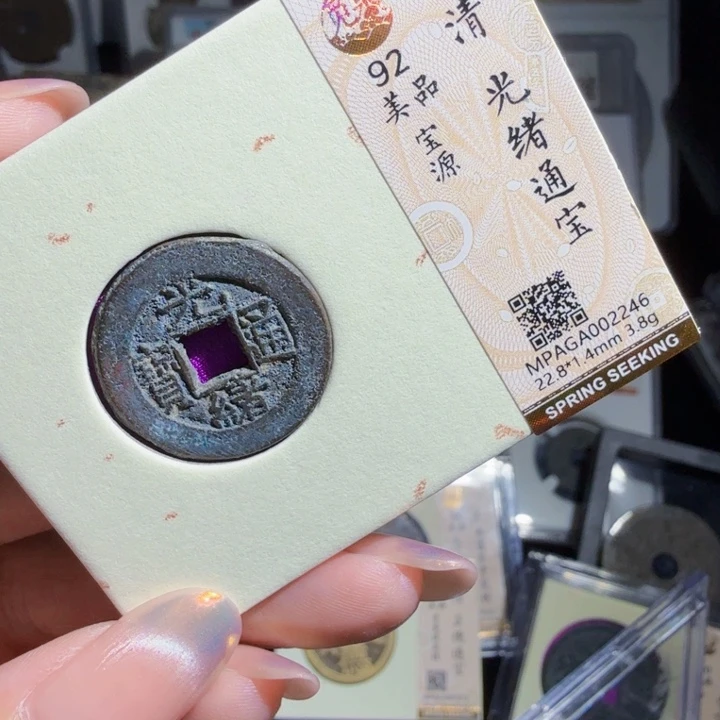 清 光绪通宝
92
美品 宝源
MPAGA002246
22.8*1.4mm 3.8g
SPRING SEEKING
光緒通寶